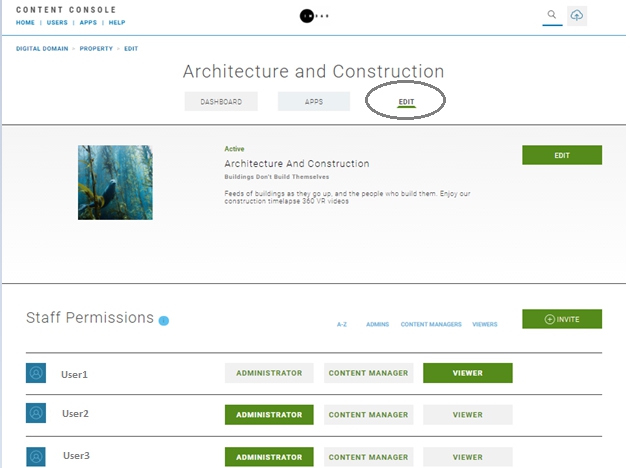 CONTENT CONSOLE
HOME | USERS | APPS | HELP
DIGITAL DOMAIN > PROPERTY > EDIT
Architecture and Construction
DASHBOARD APPS EDIT
Active
Architecture And Construction
EDIT
Buildings Don't Build Themselves
Feeds of buildings as they go up, and the people who build them. Enjoy our
construction timelapse 360 VR videos
Staff Permissions
A-Z ADMINS CONTENT MANAGERS VIEWERS
INVITE
User1 ADMINISTRATOR CONTENT MANAGER VIEWER
User2 ADMINISTRATOR CONTENT MANAGER VIEWER
User3 ADMINISTRATOR CONTENT MANAGER VIEWER